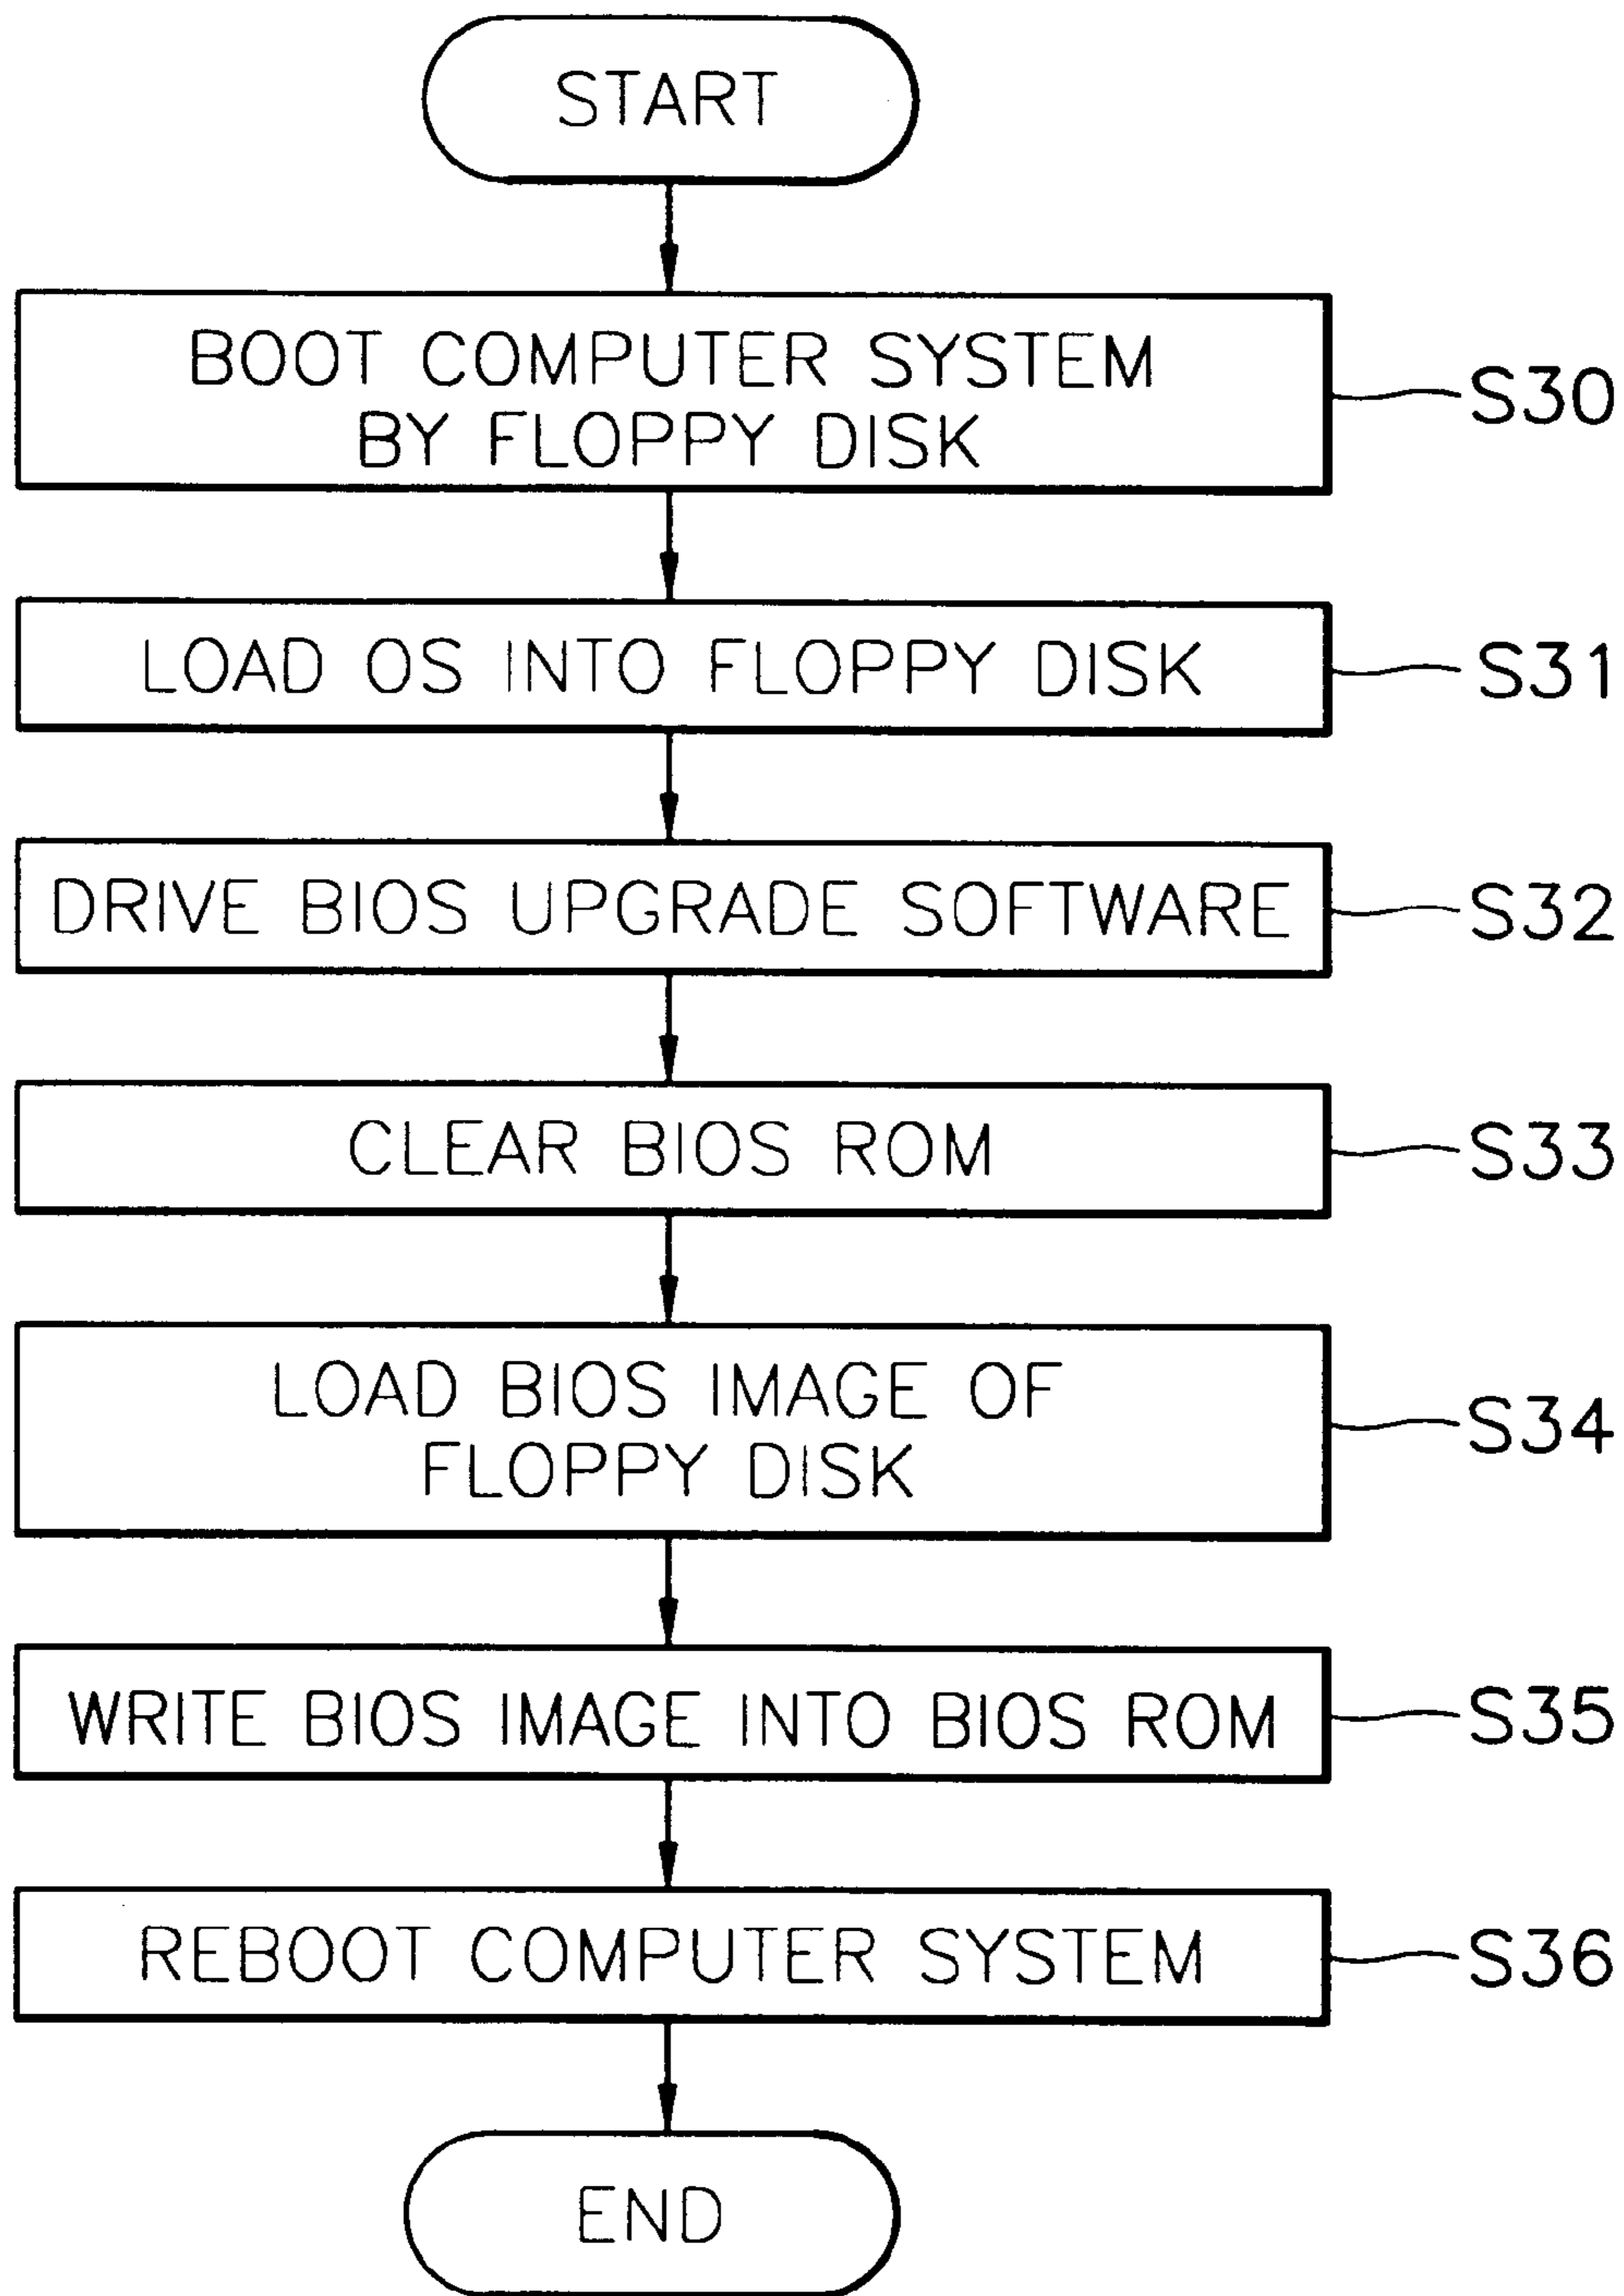 START
BOOT COMPUTER SYSTEM
BY FLOPPY DISK
S30
LOAD OS INTO FLOPPY DISK
S31
DRIVE BIOS UPGRADE SOFTWARE
S32
CLEAR BIOS ROM
S33
LOAD BIOS IMAGE OF
FLOPPY DISK
S34
WRITE BIOS IMAGE INTO BIOS ROM
S35
REBOOT COMPUTER SYSTEM
S36
END